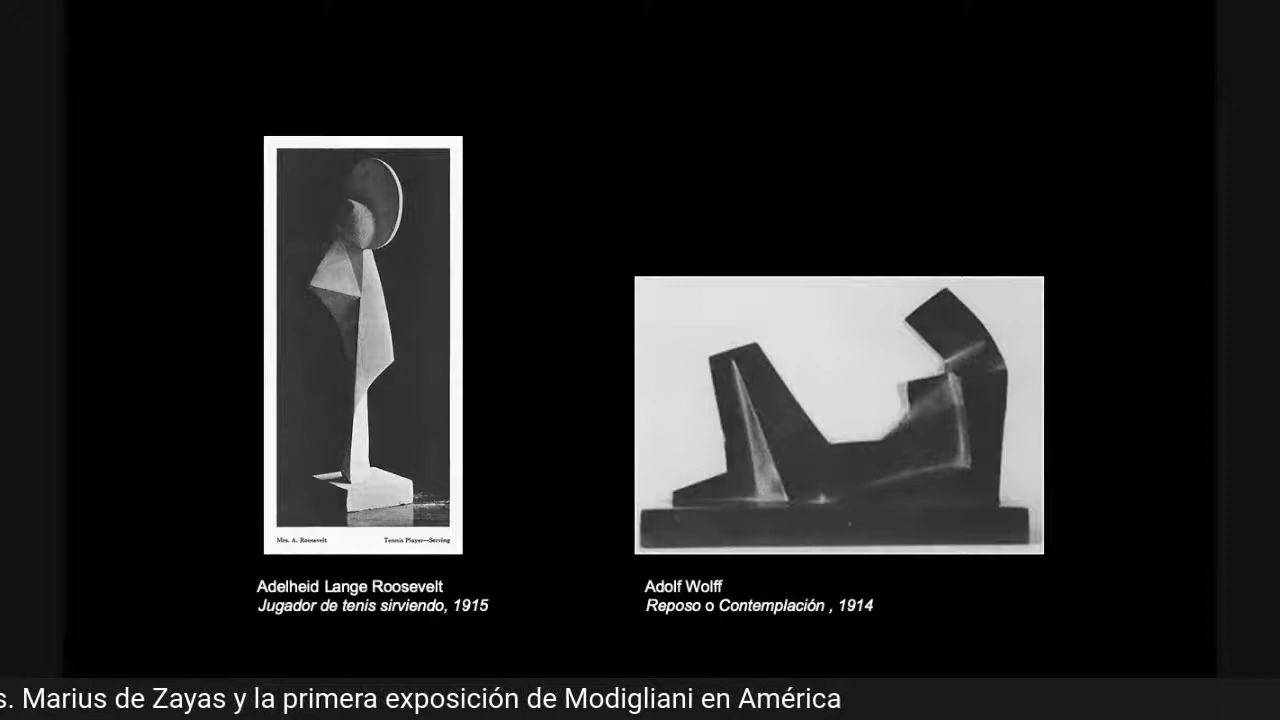 Mrs. A. Roosevelt
Tennis Player—Serving
Adelheid Lange Roosevelt
Jugador de tenis sirviendo, 1915
Adolf Wolff
Reposo o Contemplación , 1914
s. Marius de Zayas y la primera exposición de Modigliani en América